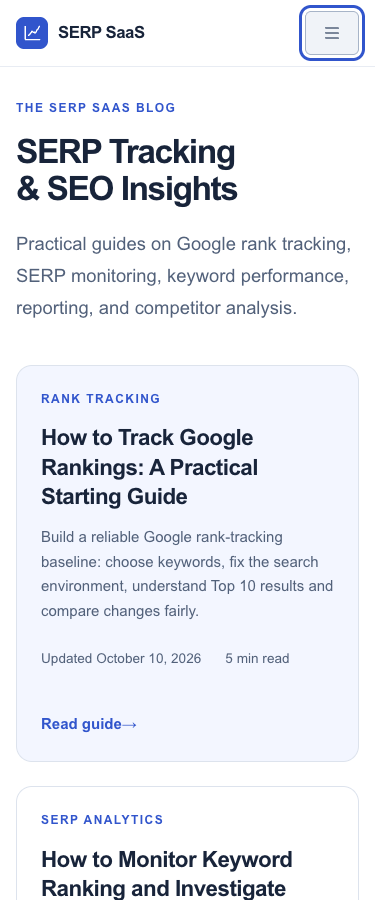 SERP SaaS
THE SERP SAAS BLOG
SERP Tracking
& SEO Insights
Practical guides on Google rank tracking,
SERP monitoring, keyword performance,
reporting, and competitor analysis.
RANK TRACKING
How to Track Google
Rankings: A Practical
Starting Guide
Build a reliable Google rank-tracking
baseline: choose keywords, fix the search
environment, understand Top 10 results and
compare changes fairly.
Updated October 10, 2026 5 min read
Read guide→
SERP ANALYTICS
How to Monitor Keyword
Ranking and Investigate